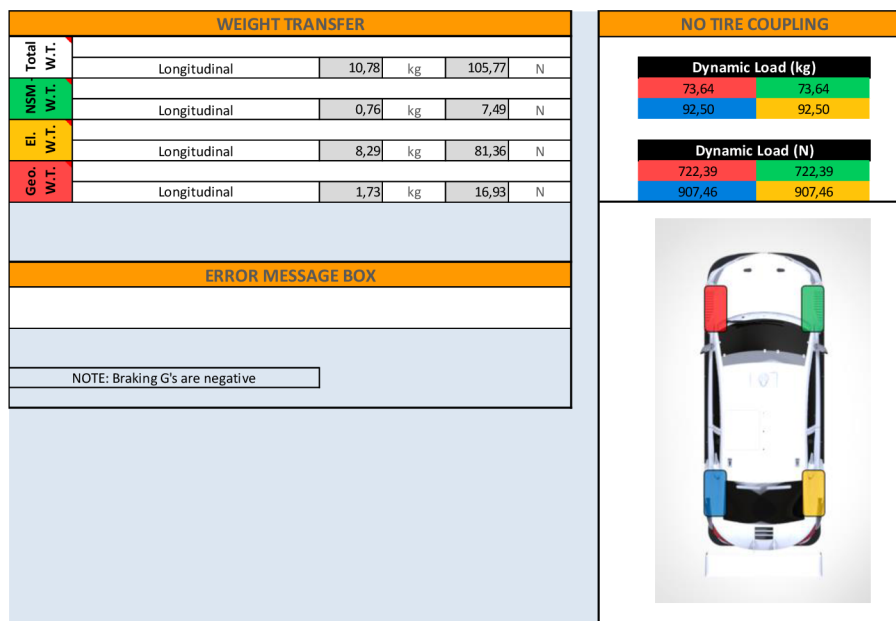 WEIGHT TRANSFER
Total W.T.
Longitudinal 10,78 kg 105,77 N
NSM - W.T.
Longitudinal 0,76 kg 7,49 N
El. W.T.
Longitudinal 8,29 kg 81,36 N
Geo. W.T.
Longitudinal 1,73 kg 16,93 N
ERROR MESSAGE BOX
NOTE: Braking G's are negative
NO TIRE COUPLING
Dynamic Load (kg)
73,64 73,64
92,50 92,50
Dynamic Load (N)
722,39 722,39
907,46 907,46